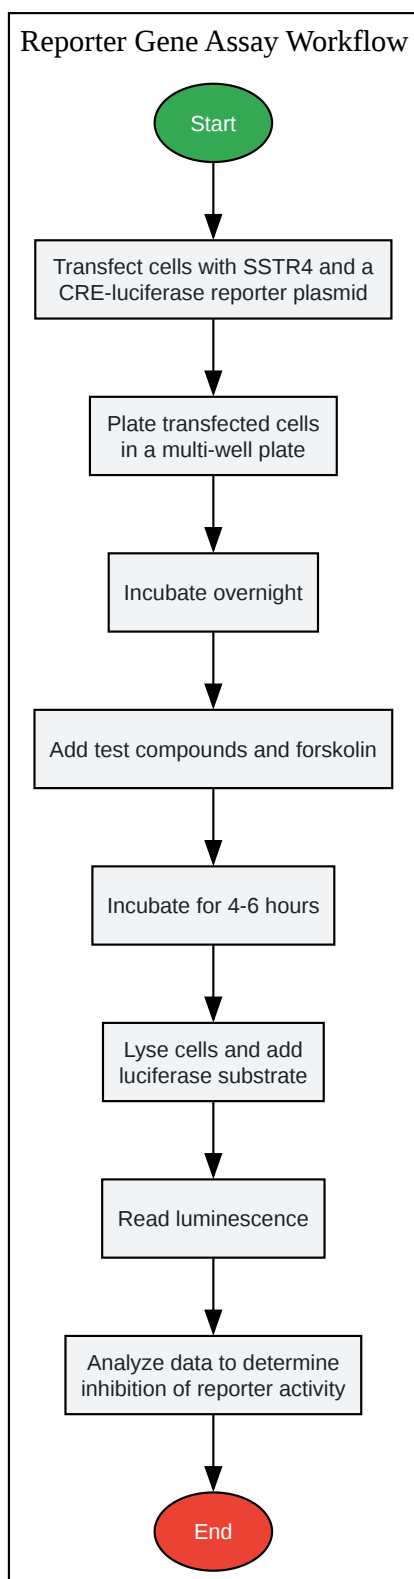 Reporter Gene Assay Workflow
Start
Transfect cells with SSTR4 and a
CRE-luciferase reporter plasmid
Plate transfected cells
in a multi-well plate
Incubate overnight
Add test compounds and forskolin
Incubate for 4-6 hours
Lyse cells and add
luciferase substrate
Read luminescence
Analyze data to determine
inhibition of reporter activity
End